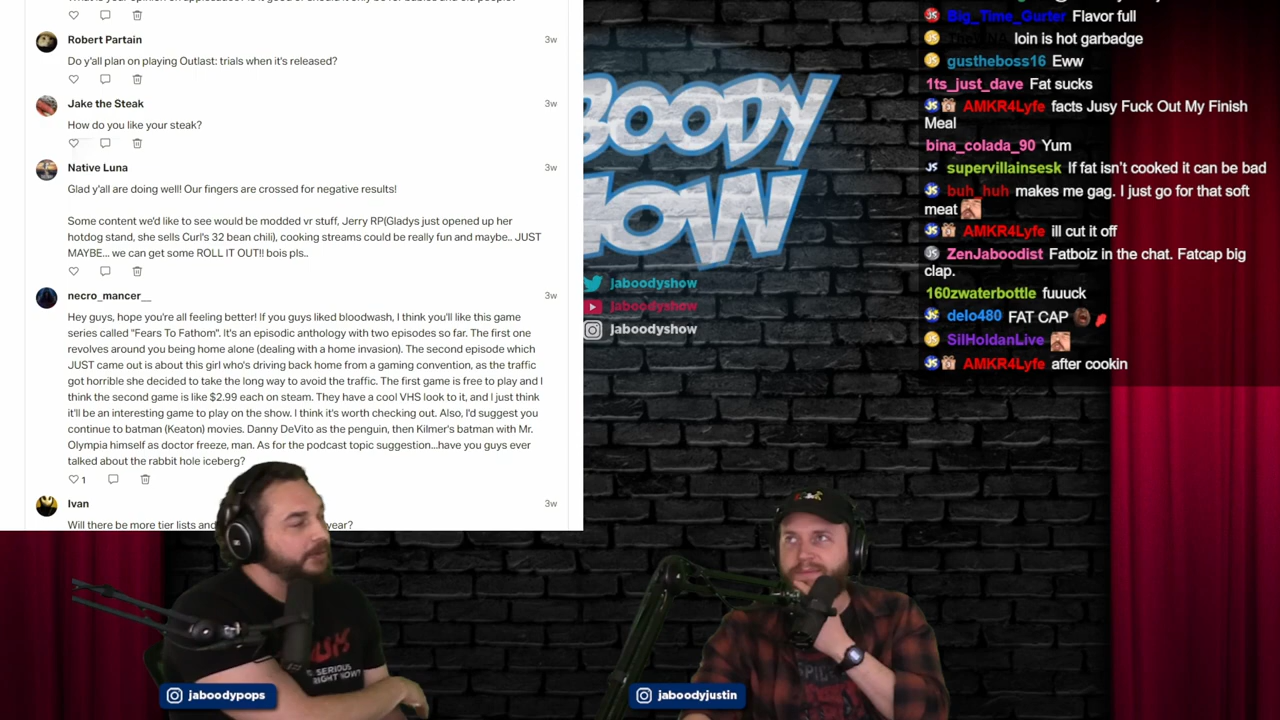 Robert Partain
3w
Do y'all plan on playing Outlast: trials when it's released?
Jake the Steak
3w
How do you like your steak?
Native Luna
3w
Glad y'all are doing well! Our fingers are crossed for negative results!
Some content we'd like to see would be modded vr stuff, Jerry RP(Gladys just opened up her
hotdog stand, she sells Curl's 32 bean chili), cooking streams could be really fun and maybe.. JUST
MAYBE... we can get some ROLL IT OUT!! bois pls..
necro_mancer__
3w
Hey guys, hope you're all feeling better! If you guys liked bloodwash, I think you'll like this game
series called "Fears To Fathom". It's an episodic anthology with two episodes so far. The first one
revolves around you being home alone (dealing with a home invasion). The second episode which
JUST came out is about this girl who's driving back home from a gaming convention, as the traffic
got horrible she decided to take the long way to avoid the traffic. The first game is free to play and I
think the second game is like $2.99 each on steam. They have a cool VHS look to it, and I just think
it'll be an interesting game to play on the show. I think it's worth checking out. Also, I'd suggest you
continue to batman (Keaton) movies. Danny DeVito as the penguin, then Kilmer's batman with Mr.
Olympia himself as doctor freeze, man. As for the podcast topic suggestion...have you guys ever
talked about the rabbit hole iceberg?
1
Ivan
3w
Will there be more tier lists and
year?
BOODY
SHOW
jaboodyshow
jaboodyshow
jaboodyshow
Big_Time_Gurter Flavor full
loin is hot garbadge
gustheboss16 Eww
1ts_just_dave Fat sucks
AMKR4Lyfe facts Jusy Fuck Out My Finish
Meal
bina_colada_90 Yum
supervillainsesk If fat isn't cooked it can be bad
buh_huh makes me gag. I just go for that soft
meat
AMKR4Lyfe ill cut it off
ZenJaboodist Fatboiz in the chat. Fatcap big
clap.
160zwaterbottle fuuuck
delo480 FAT CAP
SilHoldanLive
AMKR4Lyfe after cookin
SERIOUS
RIGHT NOW?
jaboodypops
jaboodyjustin